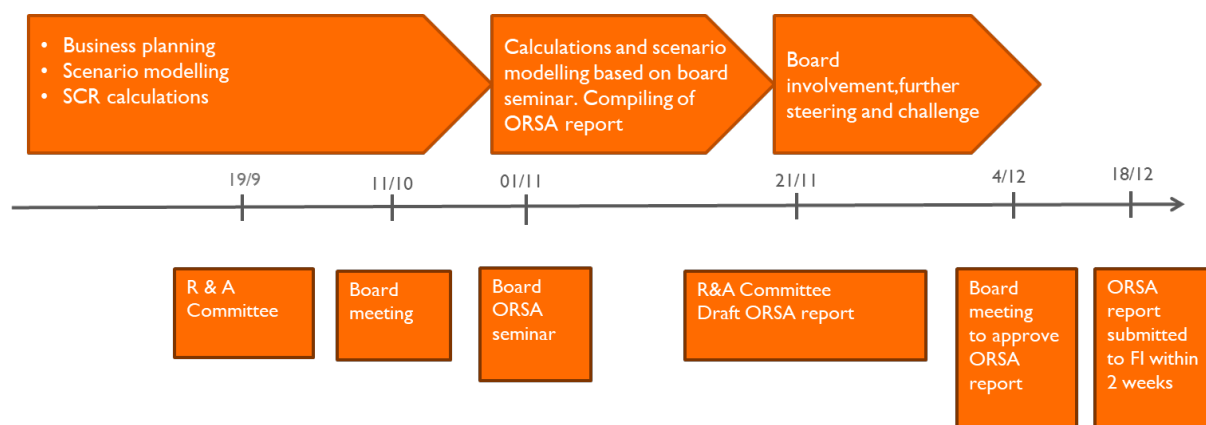 • Business planning
• Scenario modelling
• SCR calculations
Calculations and scenario
modelling based on board
seminar. Compiling of
ORSA report
Board
involvement,further
steering and challenge
19/9
11/10
01/11
21/11
4/12
18/12
R & A
Committee
Board
meeting
Board
ORSA
seminar
R&A Committee
Draft ORSA report
Board
meeting
to approve
ORSA
report
ORSA
report
submitted
to FI within
2 weeks